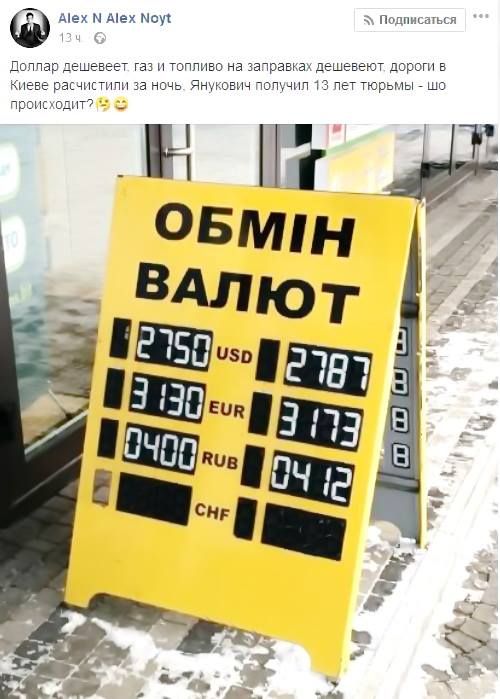 Alex N Alex Noyt
Подписаться
13 ч.
Доллар дешевеет, газ и топливо на заправках дешевеют, дороги в
Киеве расчистили за ночь, Янукович получил 13 лет тюрьмы - шо
происходит?🤔😄
ОБМІН
ВАЛЮТ
2750 USD 2787
3130 EUR 3173
0400 RUB 0412
CHF